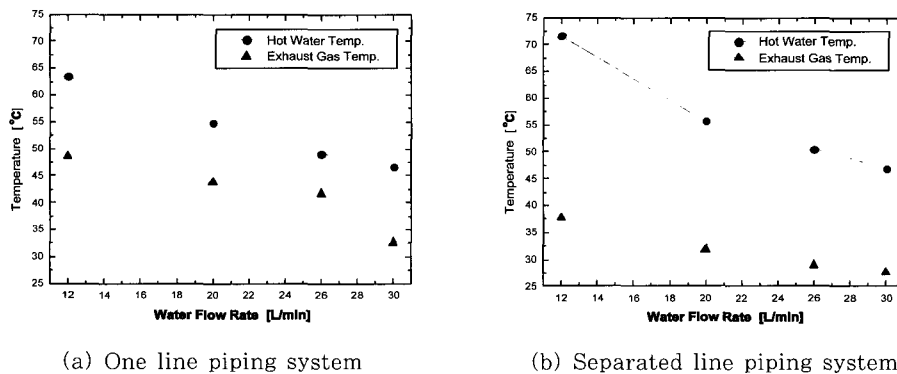 75
70
65
60
55
50
45
40
35
30
25
Temperature [°C]
Hot Water Temp.
Exhaust Gas Temp.
12 14 16 18 20 22 24 26 28 30
Water Flow Rate [L/min]
(a) One line piping system
75
70
65
60
55
50
45
40
35
30
25
Temperature [°C]
Hot Water Temp.
Exhaust Gas Temp.
12 14 16 18 20 22 24 26 28 30
Water Flow Rate [L/min]
(b) Separated line piping system